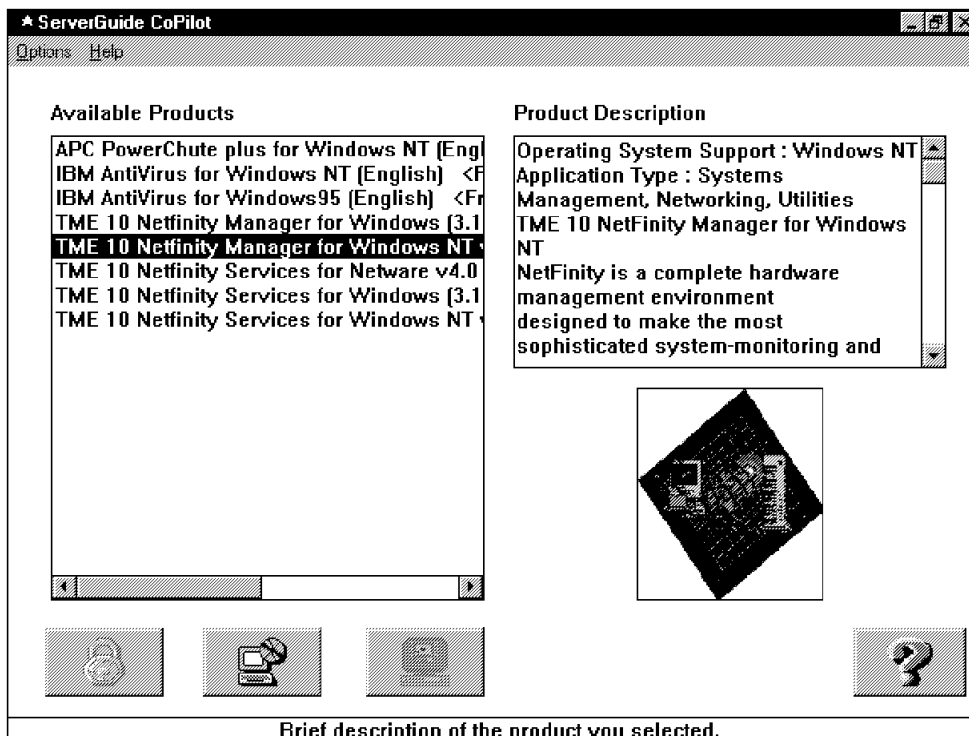 ServerGuide CoPilot
Options Help
Available Products
APC PowerChute plus for Windows NT (Engl
IBM AntiVirus for Windows NT (English) <F
IBM AntiVirus for Windows95 (English) <Fr
TME 10 Netfinity Manager for Windows (3.1
TME 10 Netfinity Manager for Windows NT v
TME 10 Netfinity Services for Netware v4.0
TME 10 Netfinity Services for Windows (3.1
TME 10 Netfinity Services for Windows NT v
Product Description
Operating System Support : Windows NT
Application Type : Systems
Management, Networking, Utilities
TME 10 NetFinity Manager for Windows
NT
NetFinity is a complete hardware
management environment
designed to make the most
sophisticated system-monitoring and
Brief description of the product you selected.